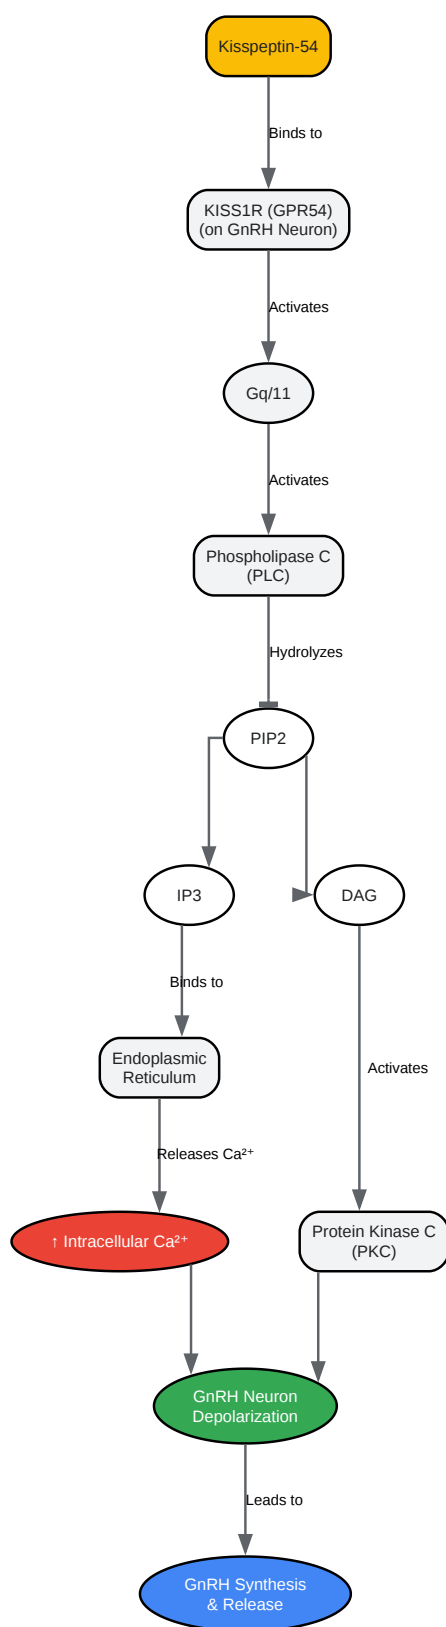 Kisspeptin-54
Binds to
KISS1R (GPR54)
(on GnRH Neuron)
Activates
Gq/11
Activates
Phospholipase C
(PLC)
Hydrolyzes
PIP2
IP3
DAG
Binds to
Endoplasmic
Reticulum
Activates
Releases Ca²⁺
↑ Intracellular Ca²⁺
Protein Kinase C
(PKC)
GnRH Neuron
Depolarization
Leads to
GnRH Synthesis
& Release